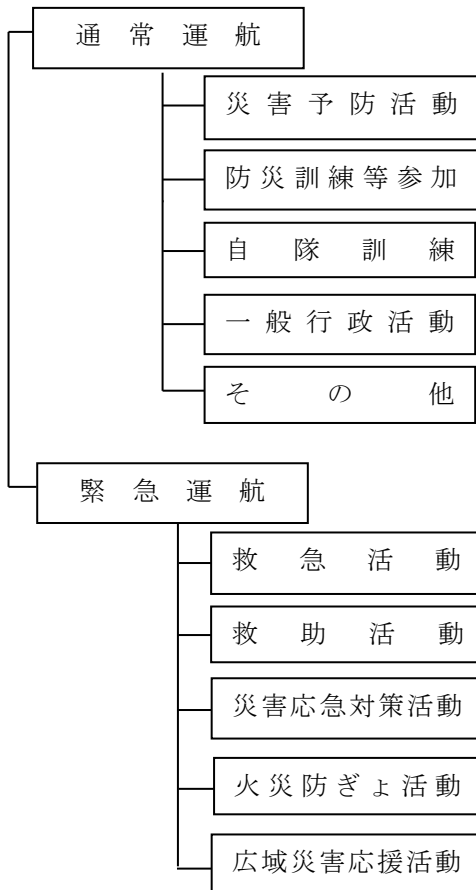 通常運航
災害予防活動
防災訓練等参加
自隊訓練
一般行政活動
その他
緊急運航
救急活動
救助活動
災害応急対策活動
火災防ぎょ活動
広域災害応援活動